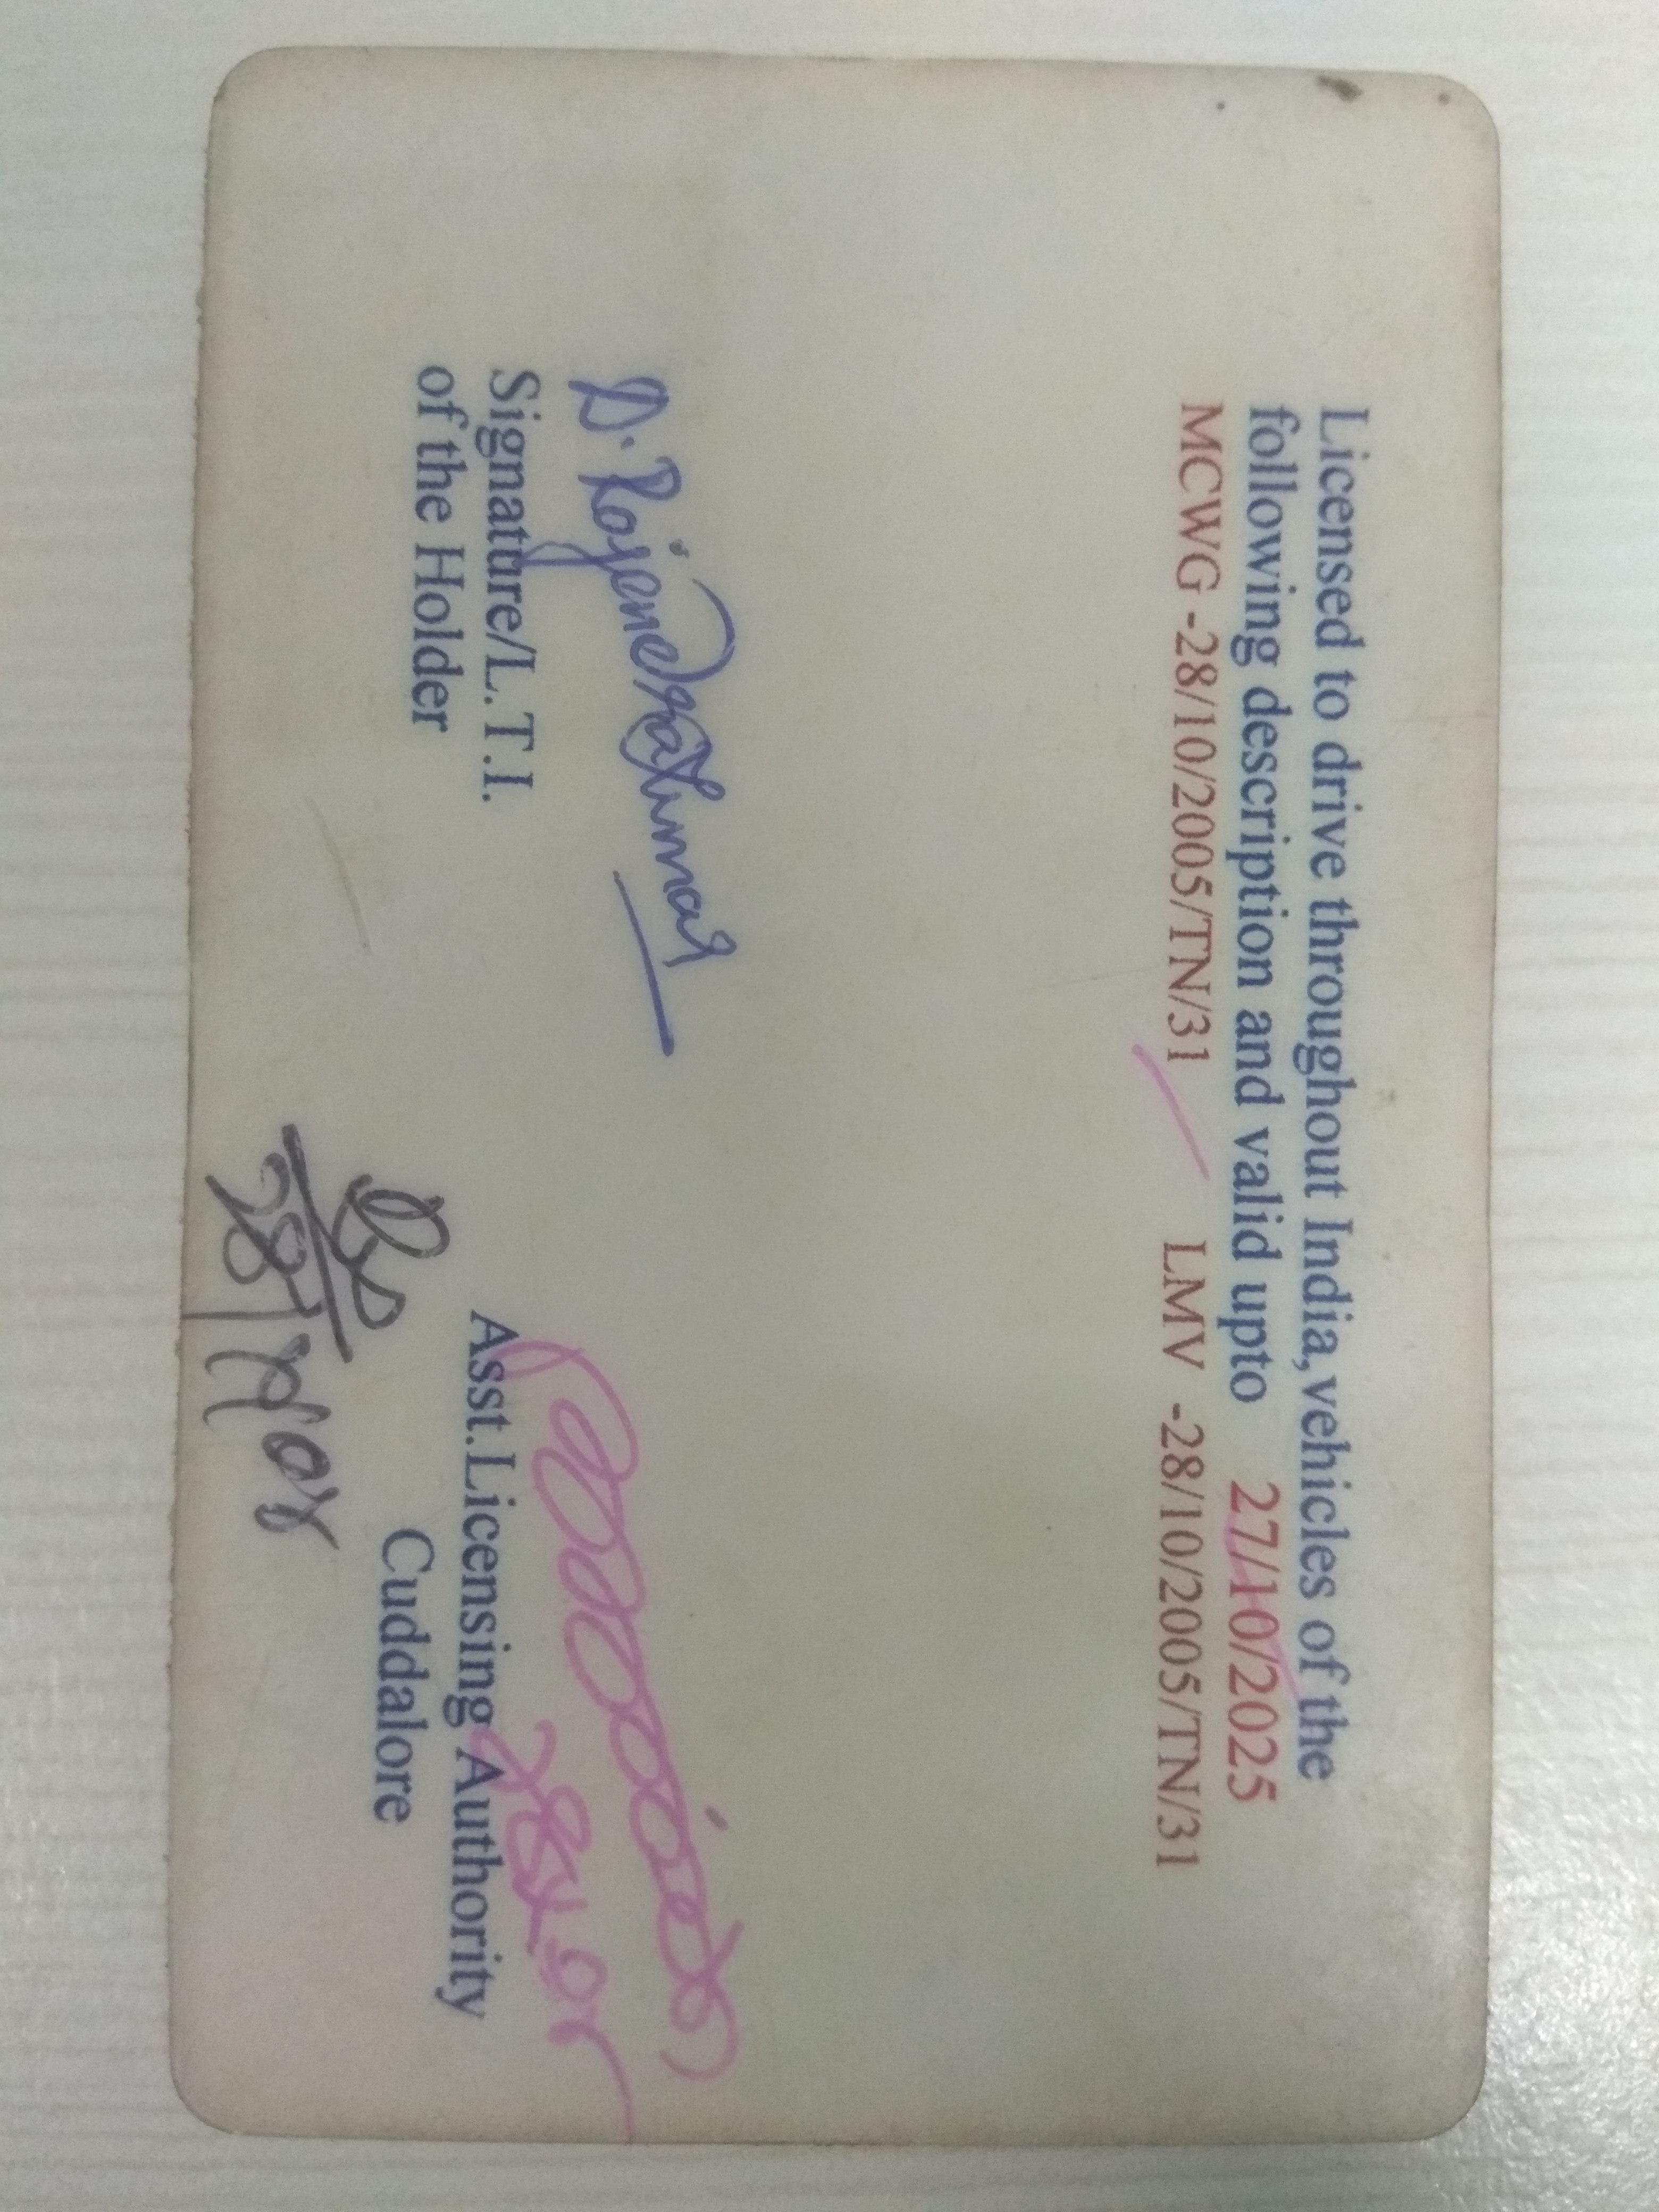 Licensed to drive throughout India,vehicles of the
following description and valid upto 27/10/2025
MCWG -28/10/2005/TN/31 LMV -28/10/2005/TN/31
D. Rajendrakumar
Signature/L.T.I.
of the Holder
Asst.Licensing Authority
Cuddalore